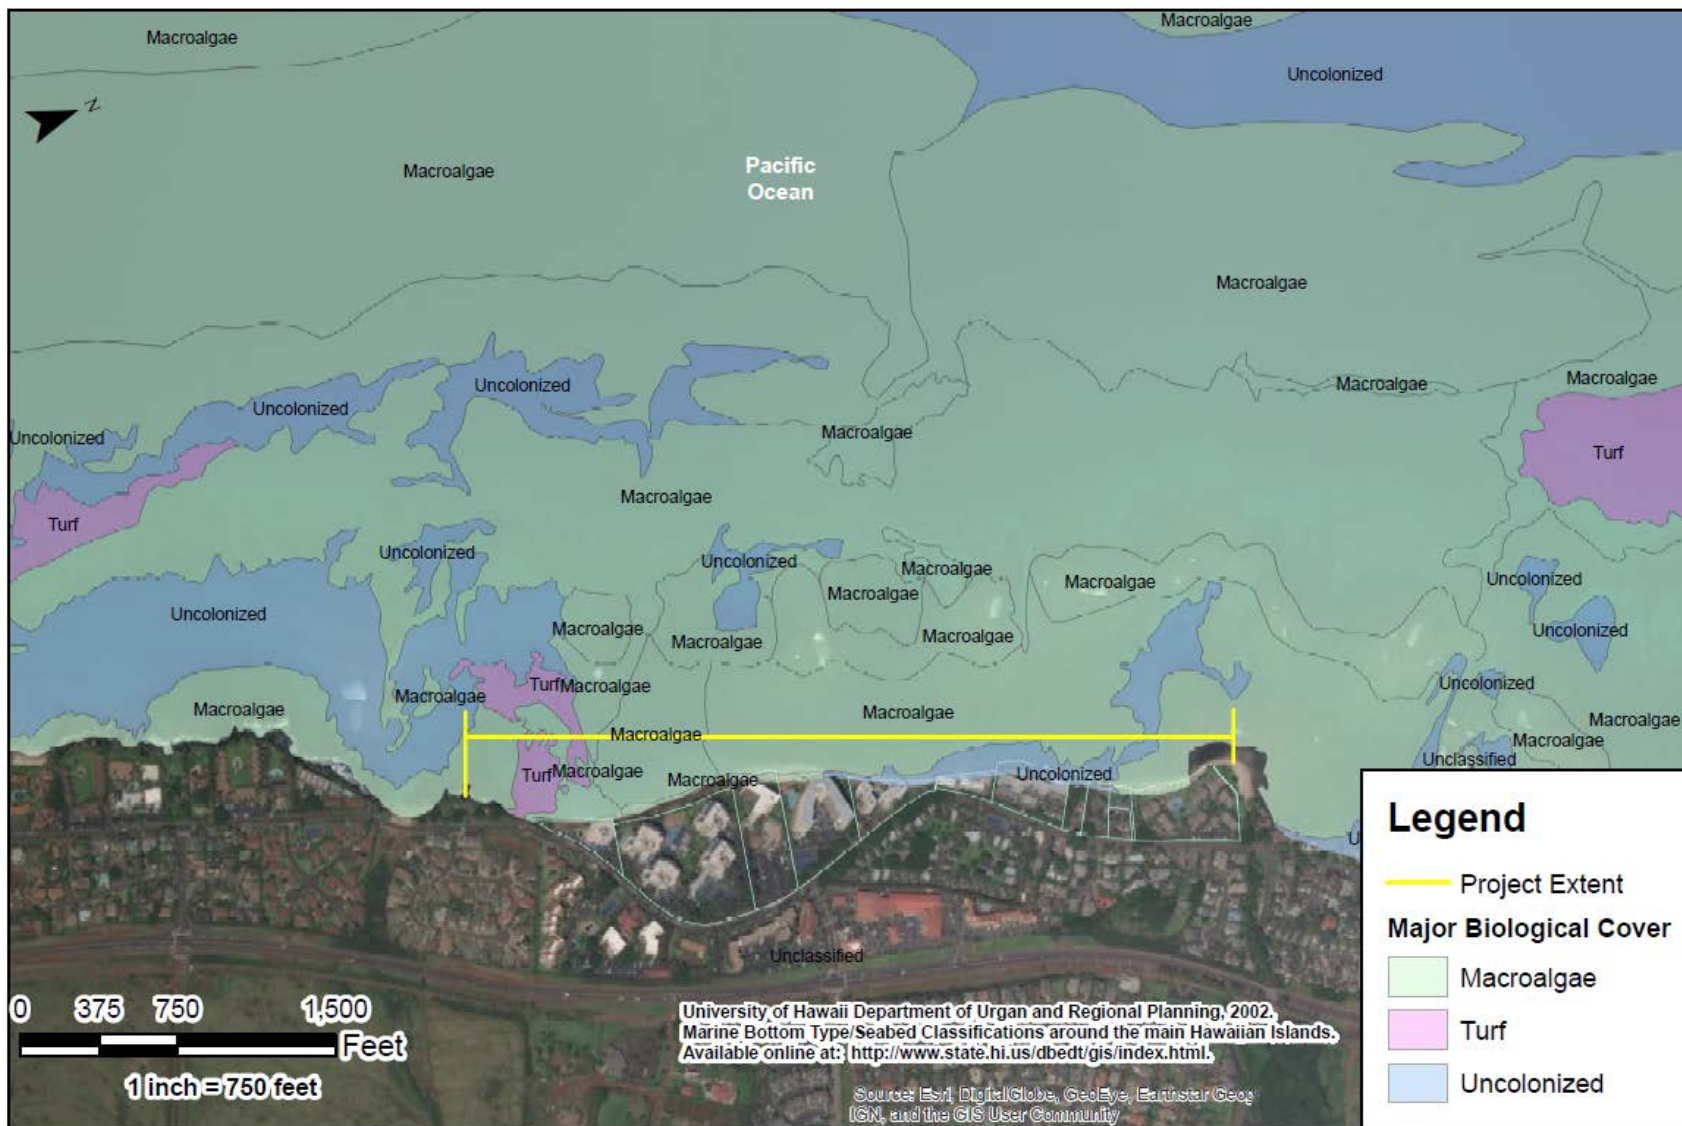 Macroalgae
Macroalgae
Uncolonized
N
Macroalgae
Pacific
Ocean
Macroalgae
Uncolonized
Uncolonized
Uncolonized
Macroalgae
Macroalgae
Macroalgae
Turf
Macroalgae
Turf
Uncolonized
Uncolonized
Macroalgae
Macroalgae
Macroalgae
Uncolonized
Uncolonized
Macroalgae
Macroalgae
Macroalgae
Uncolonized
Turf
Macroalgae
Uncolonized
Macroalgae
Macroalgae
Macroalgae
Macroalgae
Macroalgae
Macroalgae
Turf
Macroalgae
Macroalgae
Uncolonized
Unclassified
Unclassified
Legend
Project Extent
Major Biological Cover
Macroalgae
Turf
Uncolonized
0 375 750 1,500
Feet
1 inch = 750 feet
University of Hawaii Department of Urgan and Regional Planning, 2002.
Marine Bottom Type/Seabed Classifications around the main Hawaiian Islands.
Available online at: http://www.state.hi.us/dbedt/gis/index.html.
Source: Esri, DigitalGlobe, GeoEye, Earthstar Geog
IGN, and the GIS User Community